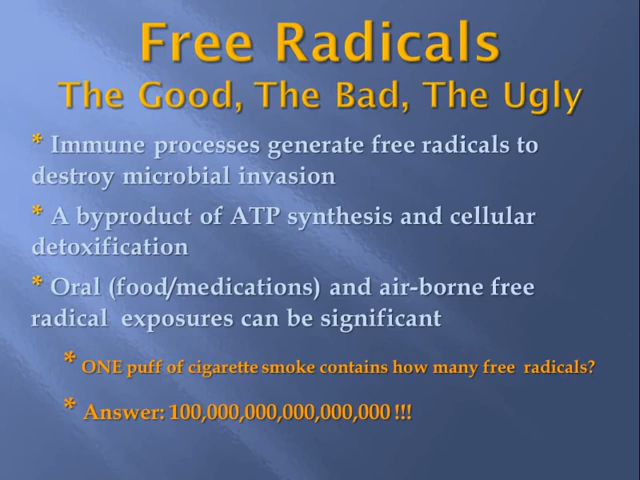 Free Radicals
The Good, The Bad, The Ugly
* Immune processes generate free radicals to
destroy microbial invasion
* A byproduct of ATP synthesis and cellular
detoxification
* Oral (food/medications) and air-borne free
radical exposures can be significant
* ONE puff of cigarette smoke contains how many free radicals?
* Answer: 100,000,000,000,000,000 !!!